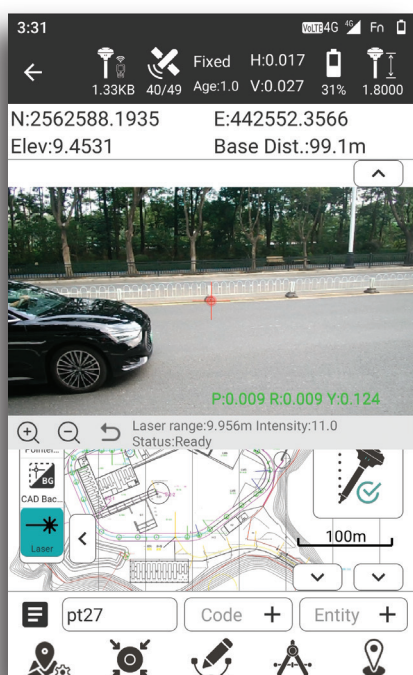 3:31 VoLTE 4G 4G Fn
Fixed H:0.017
1.33KB 40/49 Age:1.0 V:0.027 31% 1.8000
N:2562588.1935 E:442552.3566
Elev:9.4531 Base Dist.:99.1m
P:0.009 R:0.009 Y:0.124
Laser range:9.956m Intensity:11.0
Status:Ready
Pointer...
BG
CAD Bac...
Laser
100m
pt27 Code + Entity +